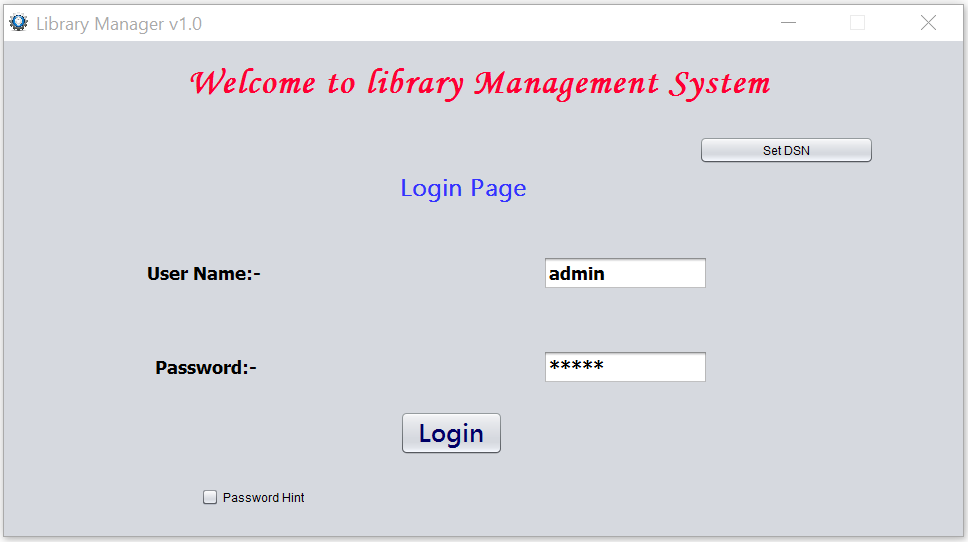 Library Manager v1.0
Welcome to library Management System
Set DSN
Login Page
User Name:-
admin
Password:-
*****
Login
Password Hint